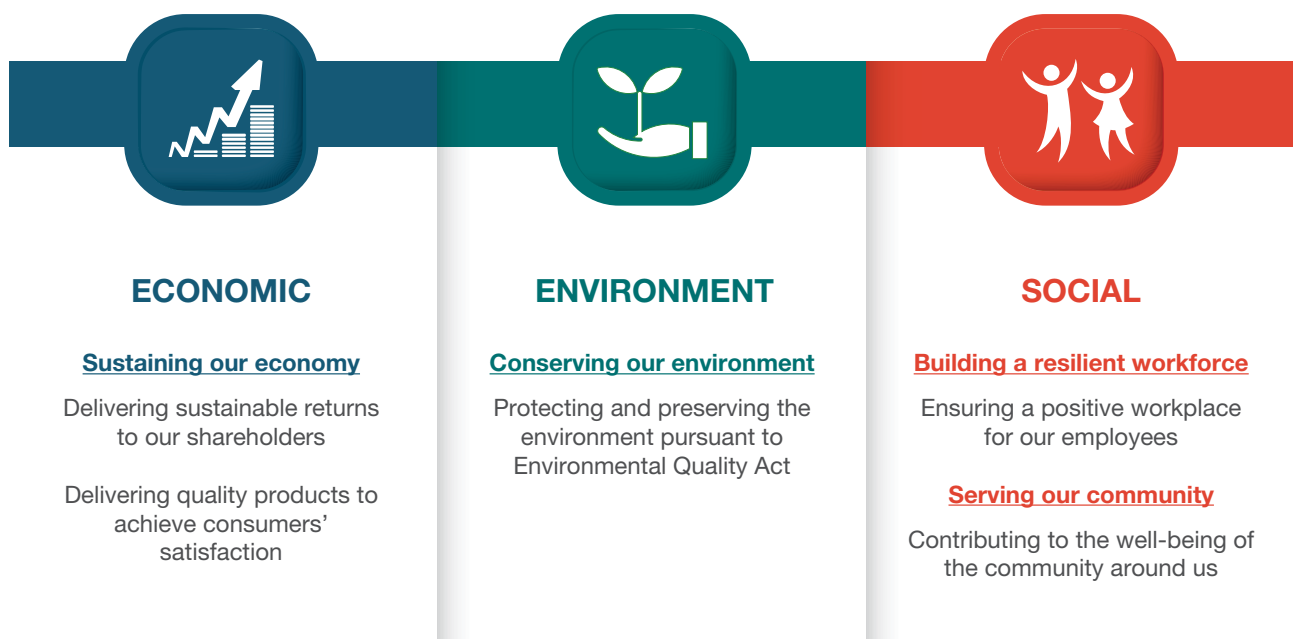 ECONOMIC
Sustaining our economy
Delivering sustainable returns
to our shareholders
Delivering quality products to
achieve consumers’
satisfaction
ENVIRONMENT
Conserving our environment
Protecting and preserving the
environment pursuant to
Environmental Quality Act
SOCIAL
Building a resilient workforce
Ensuring a positive workplace
for our employees
Serving our community
Contributing to the well-being of
the community around us